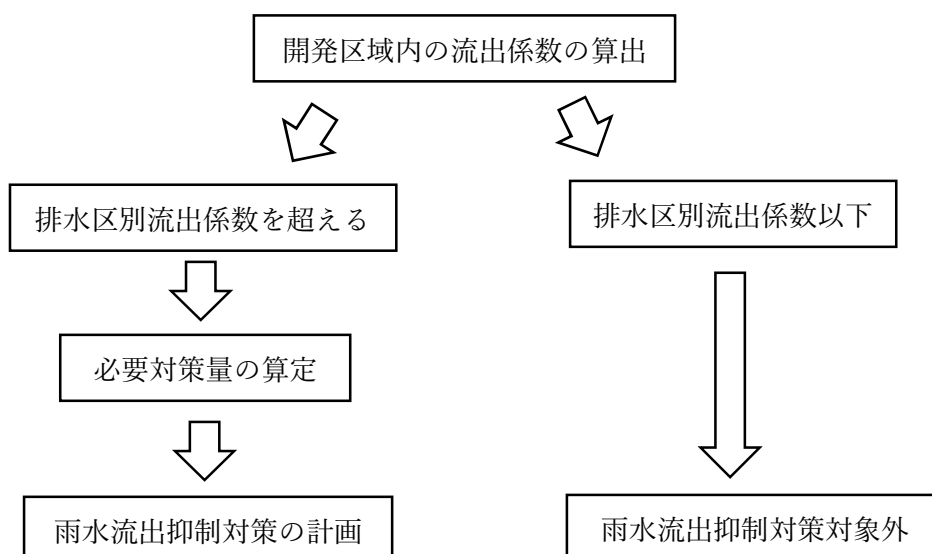 開発区域内の流出係数の算出
排水区別流出係数を超える
排水区別流出係数以下
必要対策量の算定
雨水流出抑制対策の計画
雨水流出抑制対策対象外